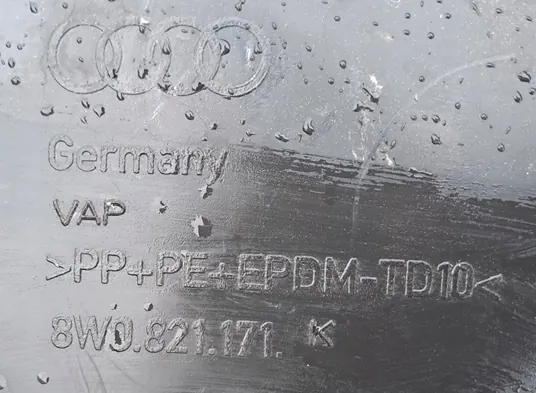 Germany
VAP
>PP+PE+EPDM-TD10<
8W0.821.171. K